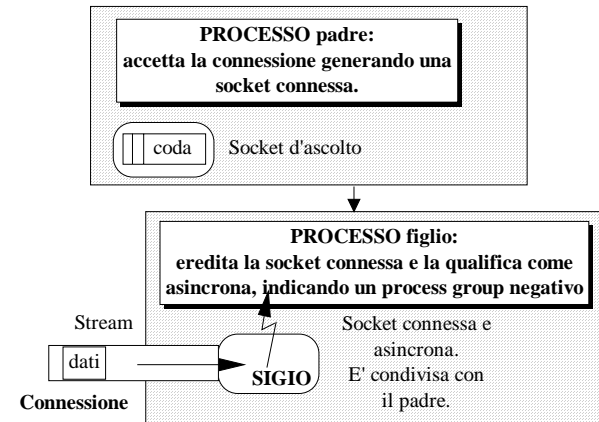 PROCESSO padre:
accetta la connessione generando una
socket connessa.
coda
Socket d'ascolto
PROCESSO figlio:
eredita la socket connessa e la qualifica come
asincrona, indicando un process group negativo
Stream
dati
Connessione
SIGIO
Socket connessa e
asincrona.
E' condivisa con
il padre.